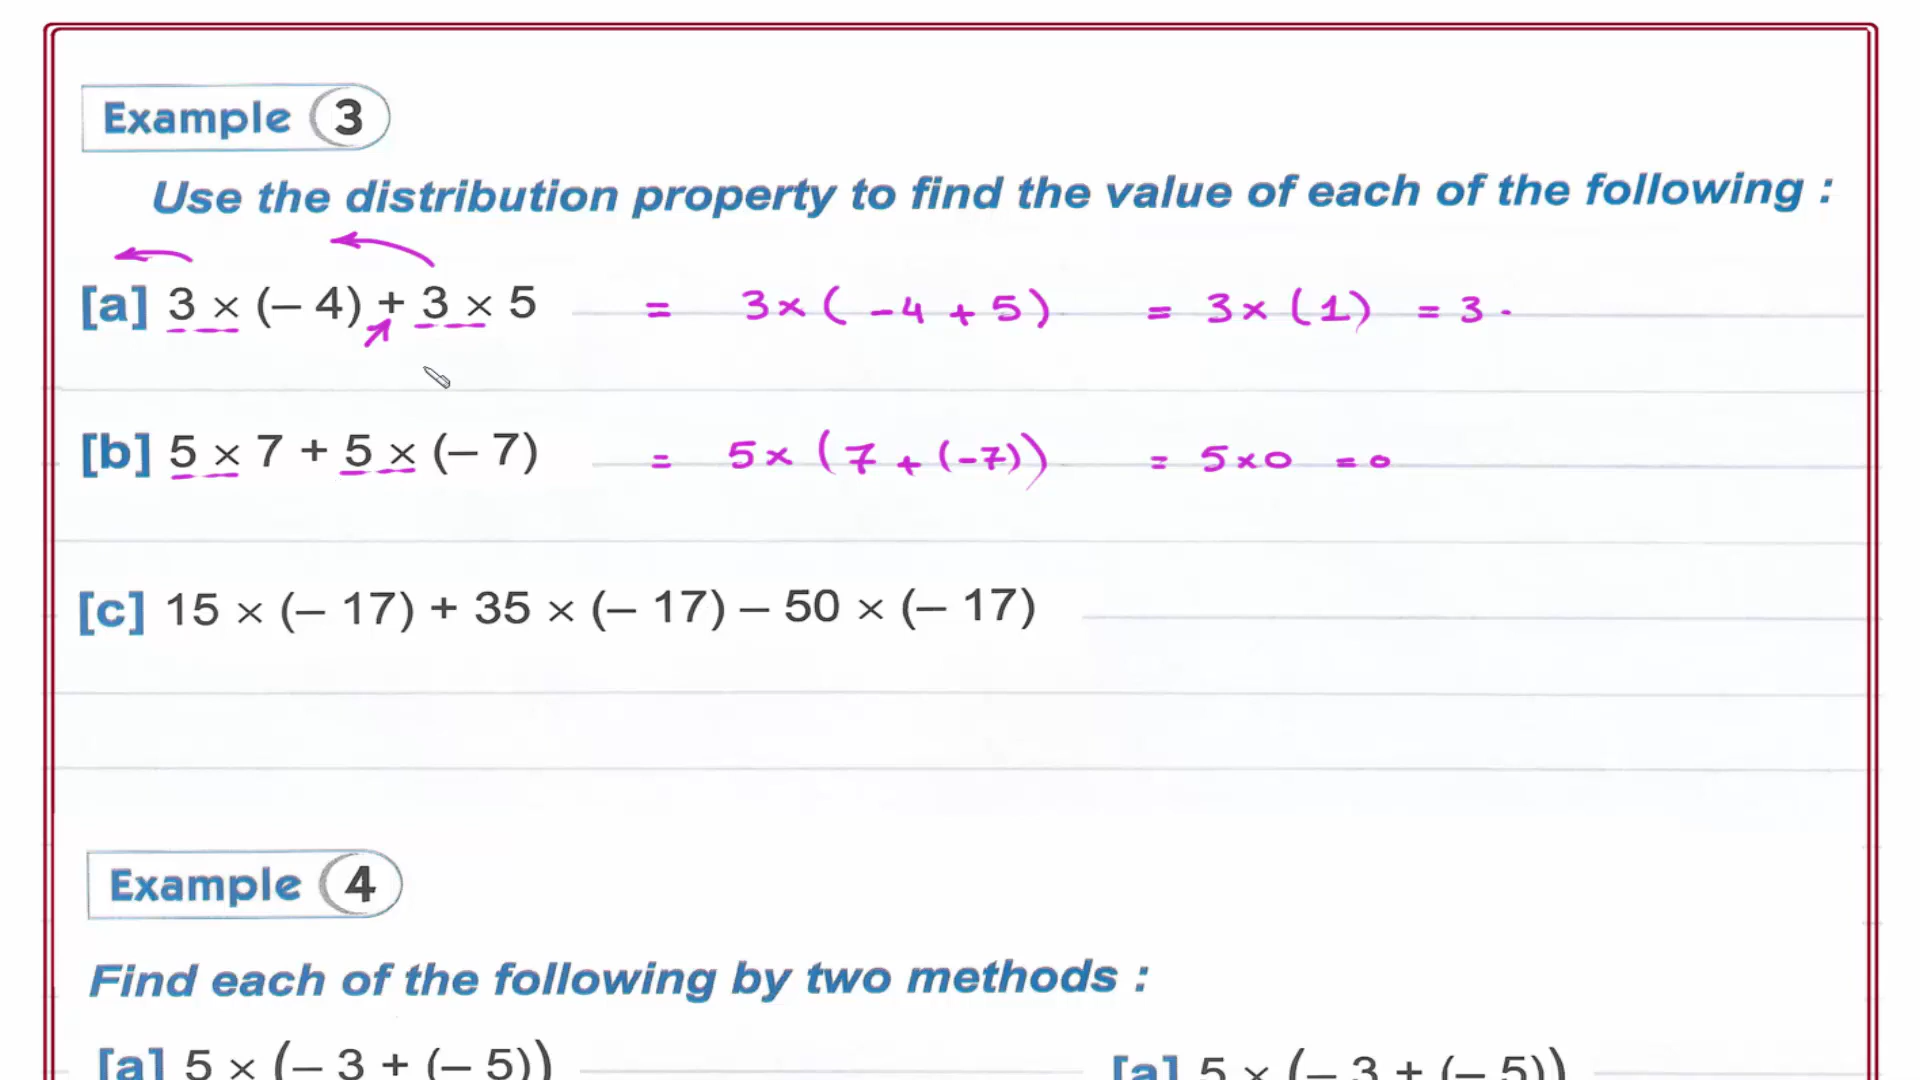 Example 3
Use the distribution property to find the value of each of the following :
[a] 3 × (– 4) + 3 × 5 = 3 × ( -4 + 5 ) = 3 × ( 1 ) = 3 .
[b] 5 × 7 + 5 × (– 7) = 5 × ( 7 + (-7) ) = 5 × 0 = 0
[c] 15 × (– 17) + 35 × (– 17) – 50 × (– 17)
Example 4
Find each of the following by two methods :
[a] 5 × (– 3 + (– 5)) [a] 5 × (– 3 + (– 5))